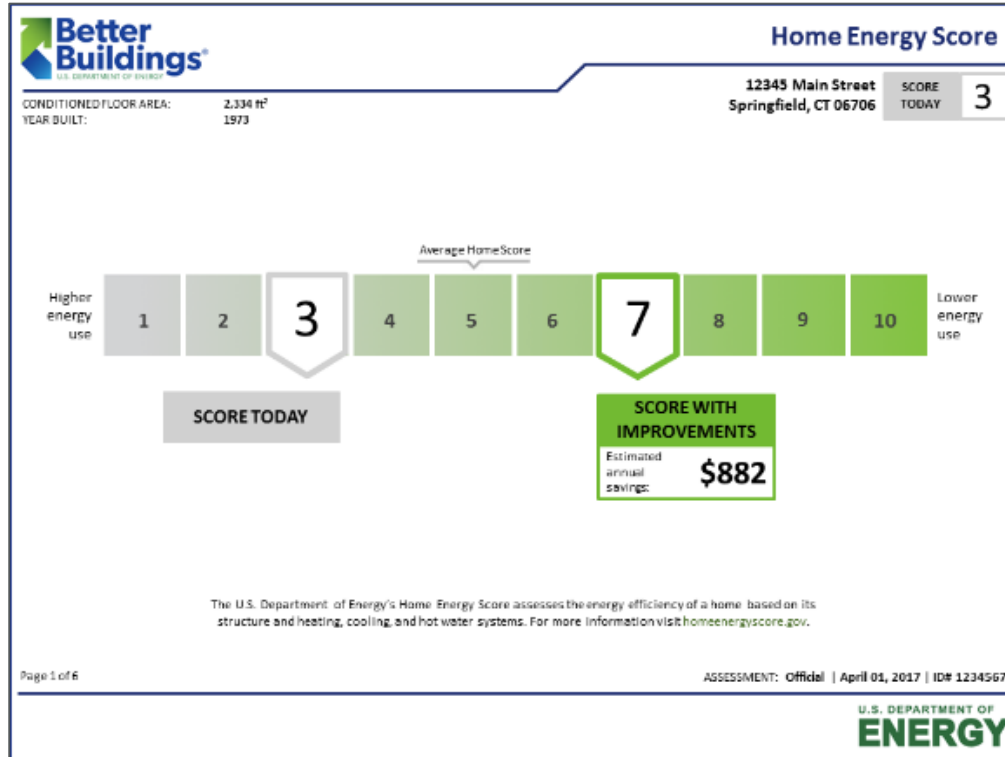 Better
Buildings®
U.S. DEPARTMENT OF ENERGY
Home Energy Score
CONDITIONED FLOOR AREA: 2,334 ft²
YEAR BUILT: 1973
12345 Main Street
Springfield, CT 06706
SCORE
TODAY
3
Average Home Score
Higher
energy
use
1 2 3 4 5 6 7 8 9 10
Lower
energy
use
SCORE TODAY
SCORE WITH
IMPROVEMENTS
Estimated
annual
savings:
$882
The U.S. Department of Energy's Home Energy Score assesses the energy efficiency of a home based on its
structure and heating, cooling, and hot water systems. For more information visit homeenergyscore.gov.
Page 1 of 6
ASSESSMENT: Official | April 01, 2017 | ID# 1234567
U.S. DEPARTMENT OF
ENERGY